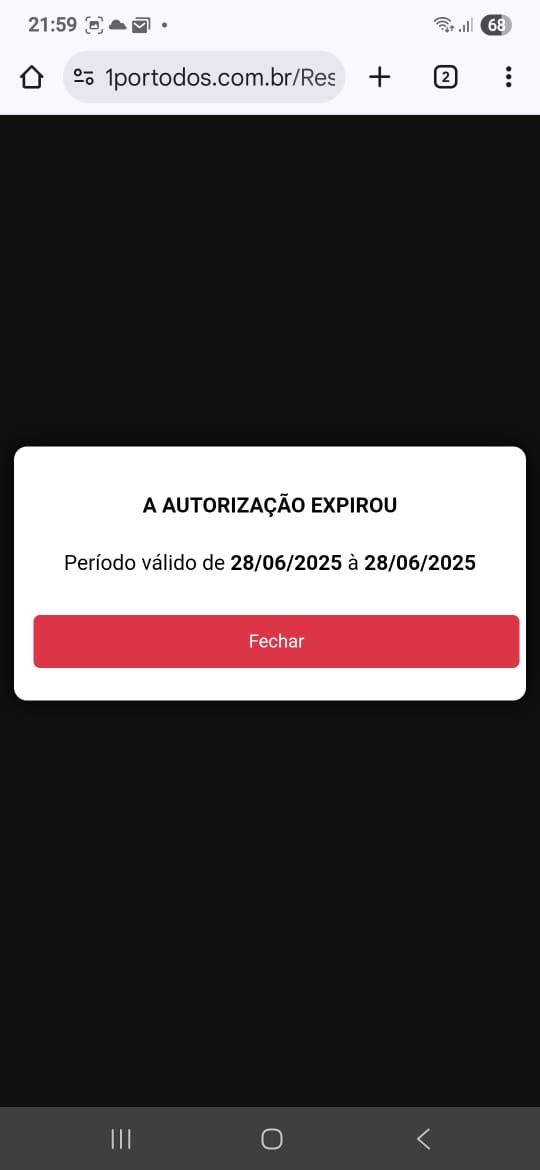 21:59
68
1portodos.com.br/Res
2
A AUTORIZAÇÃO EXPIROU
Período válido de 28/06/2025 à 28/06/2025
Fechar